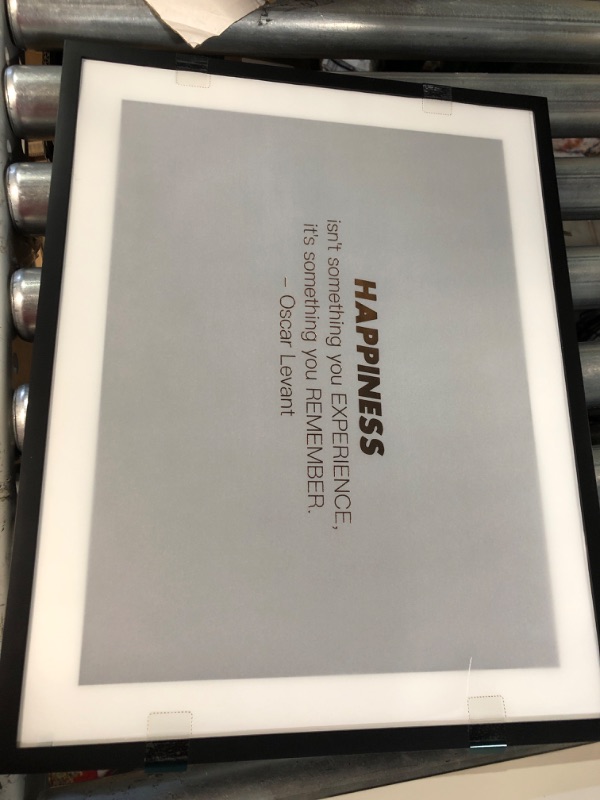 HAPPINESS
isn't something you EXPERIENCE,
it's something you REMEMBER.
– Oscar Levant